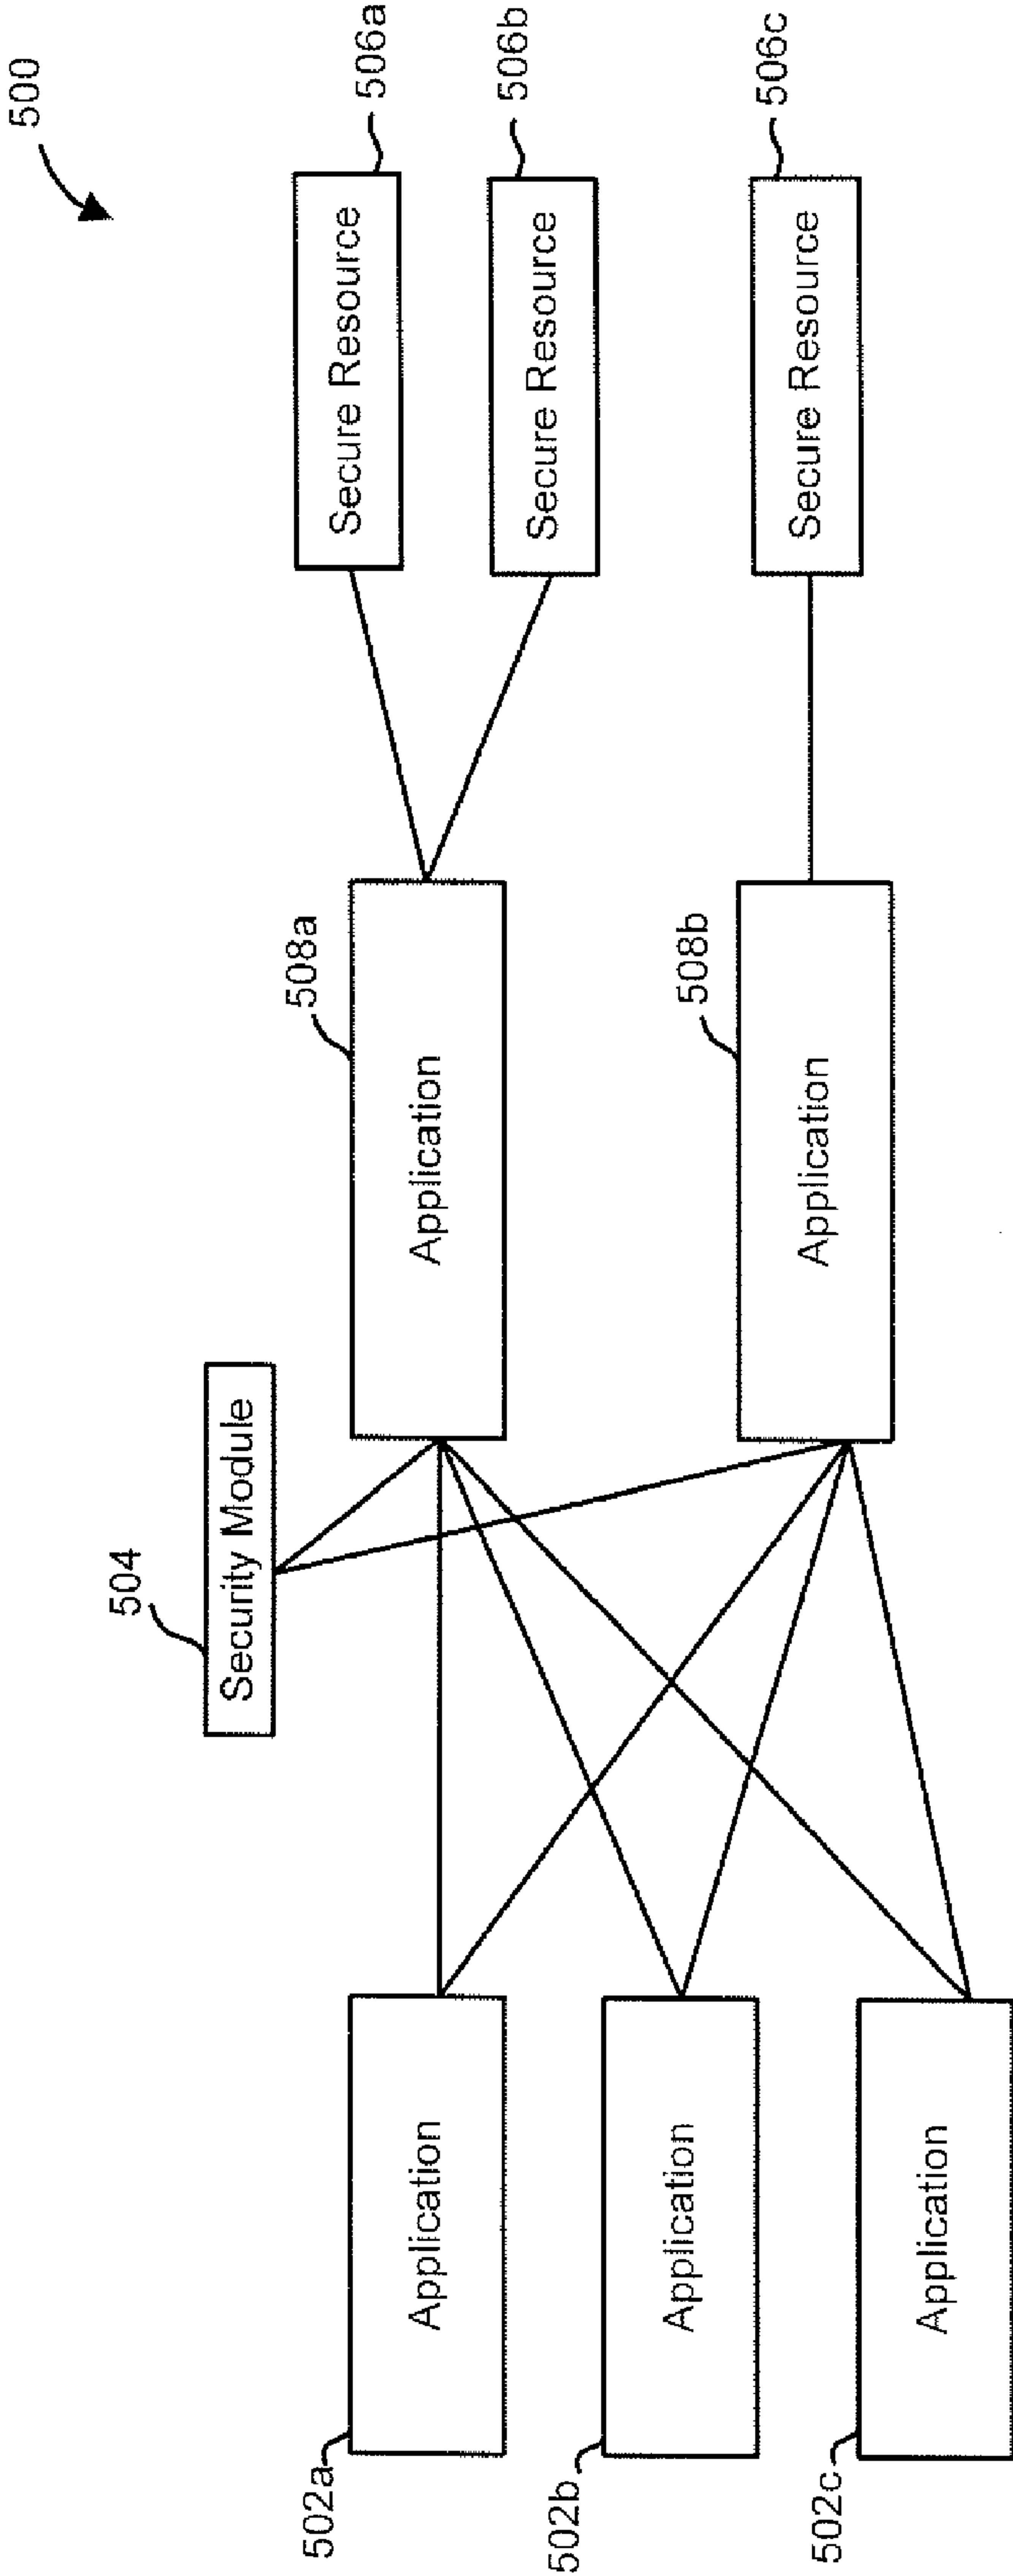 500
504
Security Module
502a
Application
502b
Application
502c
Application
508a
Application
508b
Application
506a
Secure Resource
506b
Secure Resource
506c
Secure Resource